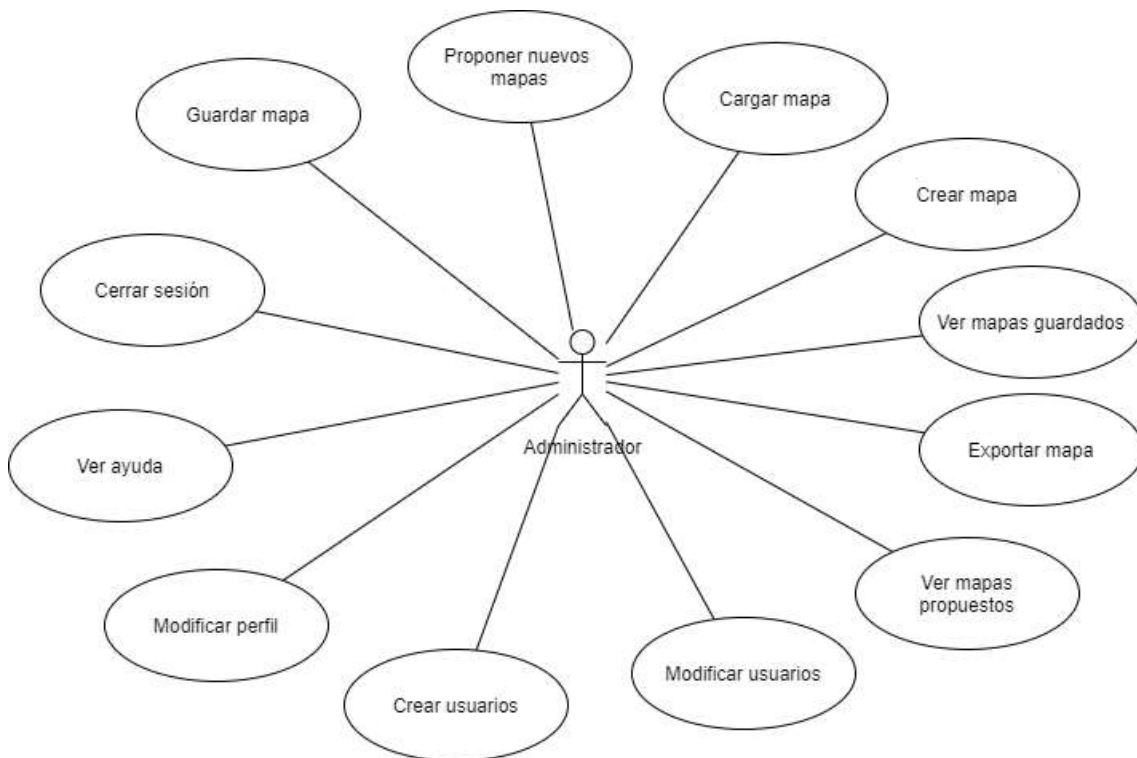 Proponer nuevos
mapas
Cargar mapa
Guardar mapa
Crear mapa
Cerrar sesión
Ver mapas guardados
Administrador
Ver ayuda
Exportar mapa
Ver mapas
propuestos
Modificar perfil
Modificar usuarios
Crear usuarios